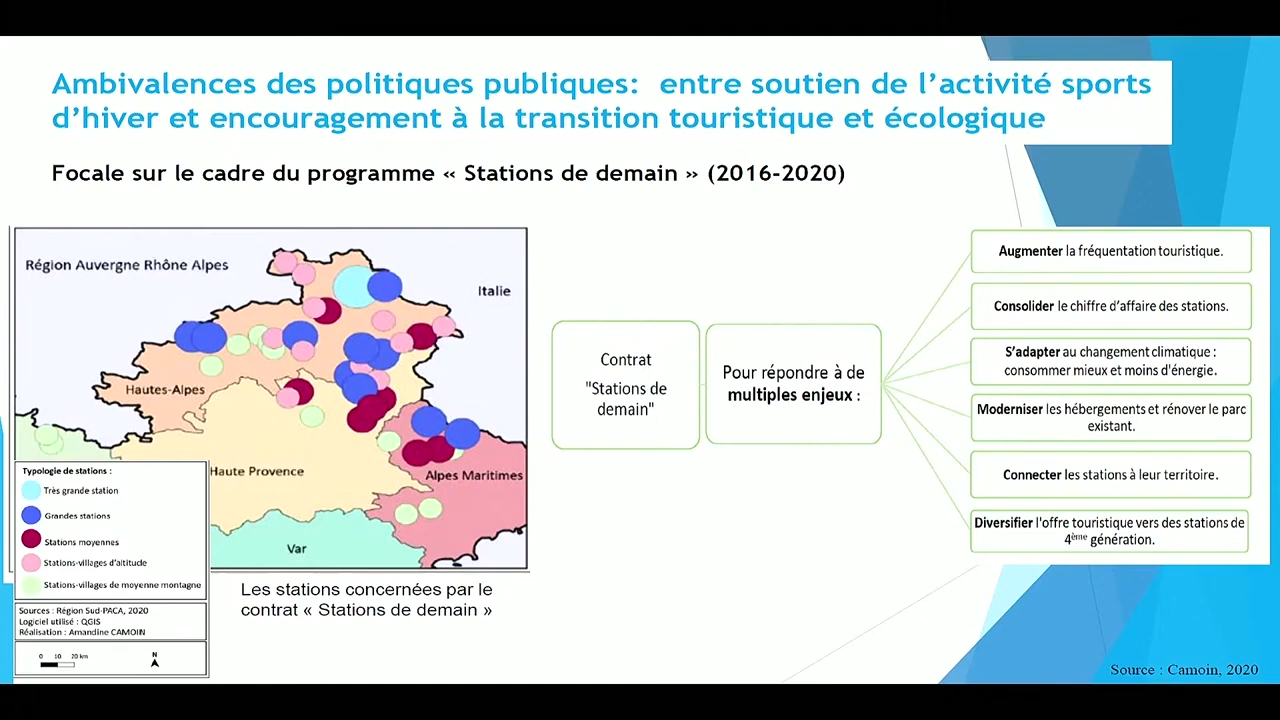 Ambivalences des politiques publiques: entre soutien de l'activité sports
d'hiver et encouragement à la transition touristique et écologique
Focale sur le cadre du programme « Stations de demain » (2016-2020)
Région Auvergne Rhône Alpes
Italie
Hautes-Alpes
Haute Provence
Alpes Maritimes
Var
Typologie de stations :
Très grande station
Grandes stations
Stations moyennes
Stations-villages d'altitude
Stations-villages de moyenne montagne
Sources : Région Sud-PACA, 2020
Logiciel utilisé : QGIS
Réalisation : Amandine CAMOIN
0 10 20 km
N
Les stations concernées par le
contrat « Stations de demain »
Contrat
"Stations de
demain"
Pour répondre à de
multiples enjeux :
Augmenter la fréquentation touristique.
Consolider le chiffre d'affaire des stations.
S'adapter au changement climatique :
consommer mieux et moins d'énergie.
Moderniser les hébergements et rénover le parc
existant.
Connecter les stations à leur territoire.
Diversifier l'offre touristique vers des stations de
4ème génération.
Source : Camoin, 2020